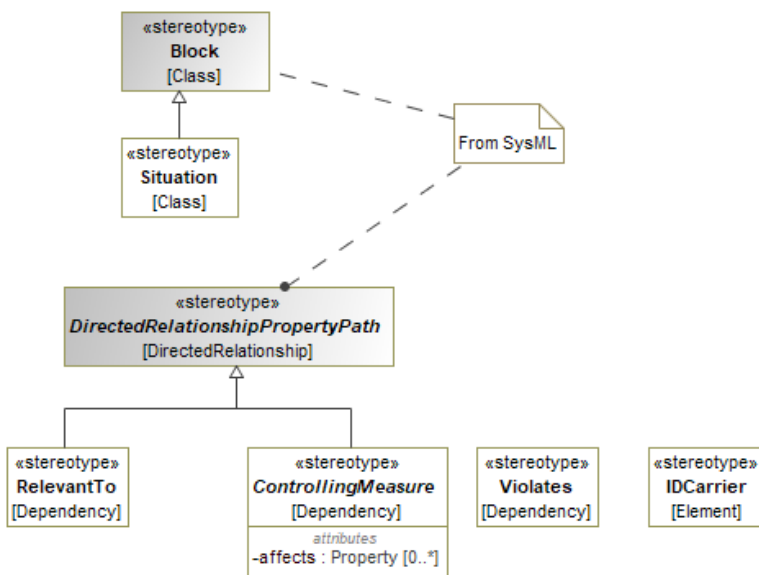 «stereotype»
Block
[Class]
«stereotype»
Situation
[Class]
From SysML
«stereotype»
DirectedRelationshipPropertyPath
[DirectedRelationship]
«stereotype»
RelevantTo
[Dependency]
«stereotype»
ControllingMeasure
[Dependency]
attributes
-affects : Property [0..*]
«stereotype»
Violates
[Dependency]
«stereotype»
IDCarrier
[Element]